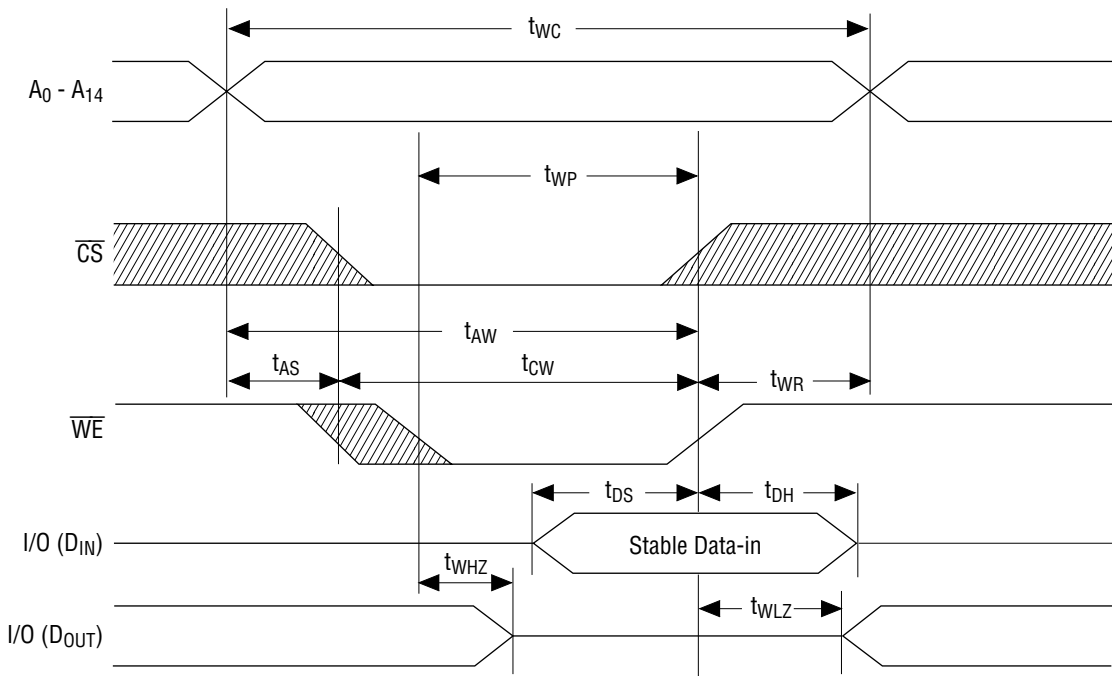 tWC
A0 - A14
tWP
CS
tAW
tAS
tCW
tWR
WE
tDS
tDH
I/O (DIN)
Stable Data-in
tWHZ
tWLZ
I/O (DOUT)